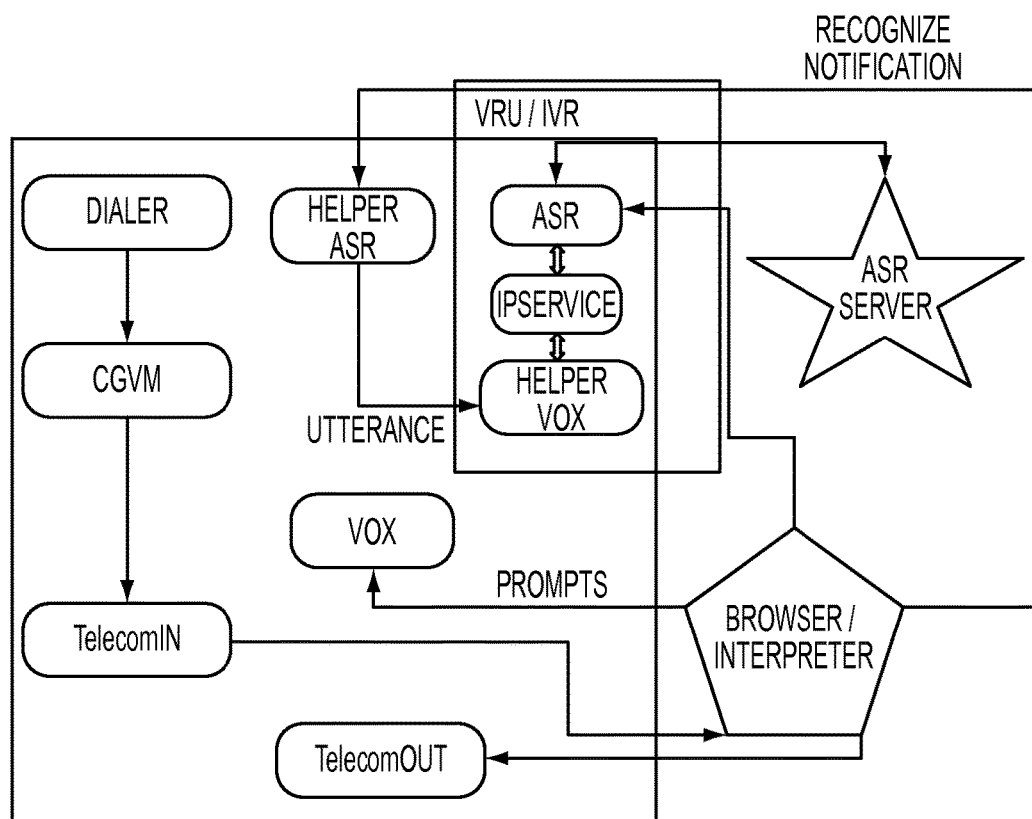 RECOGNIZE
NOTIFICATION
VRU / IVR
DIALER
HELPER
ASR
ASR
ASR
SERVER
IPSERVICE
CGVM
HELPER
VOX
UTTERANCE
VOX
PROMPTS
BROWSER /
INTERPRETER
TelecomIN
TelecomOUT